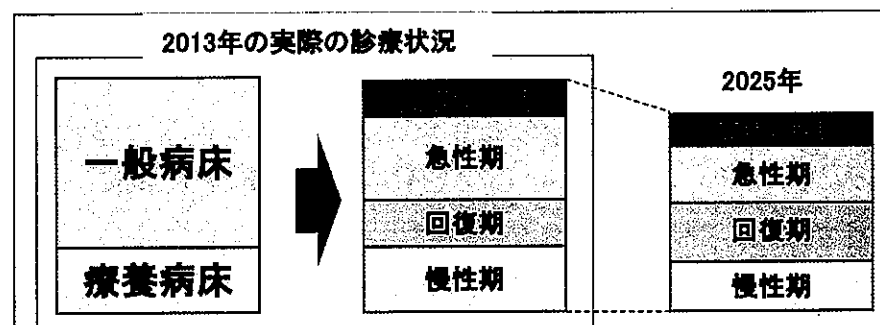 2013年の実際の診療状況
2025年
一般病床
療養病床
急性期
回復期
慢性期
急性期
回復期
慢性期